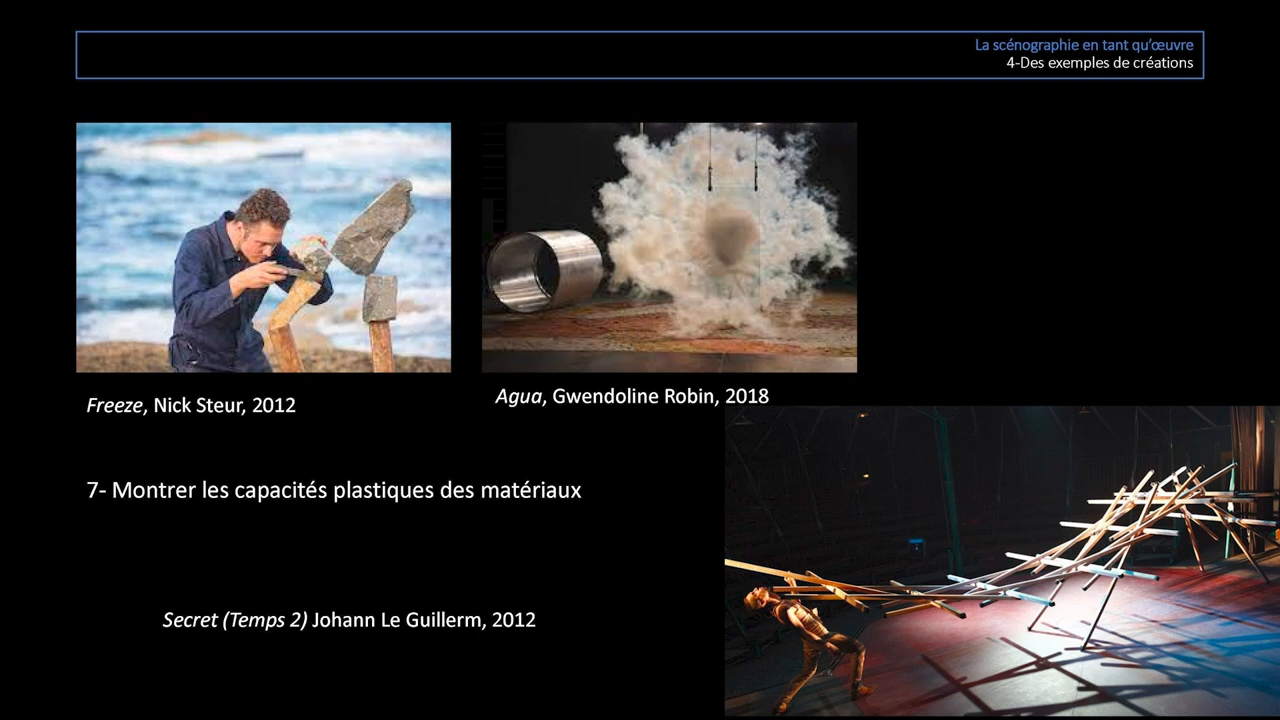 La scénographie en tant qu’œuvre
4-Des exemples de créations
Freeze, Nick Steur, 2012
Agua, Gwendoline Robin, 2018
7- Montrer les capacités plastiques des matériaux
Secret (Temps 2) Johann Le Guillerm, 2012